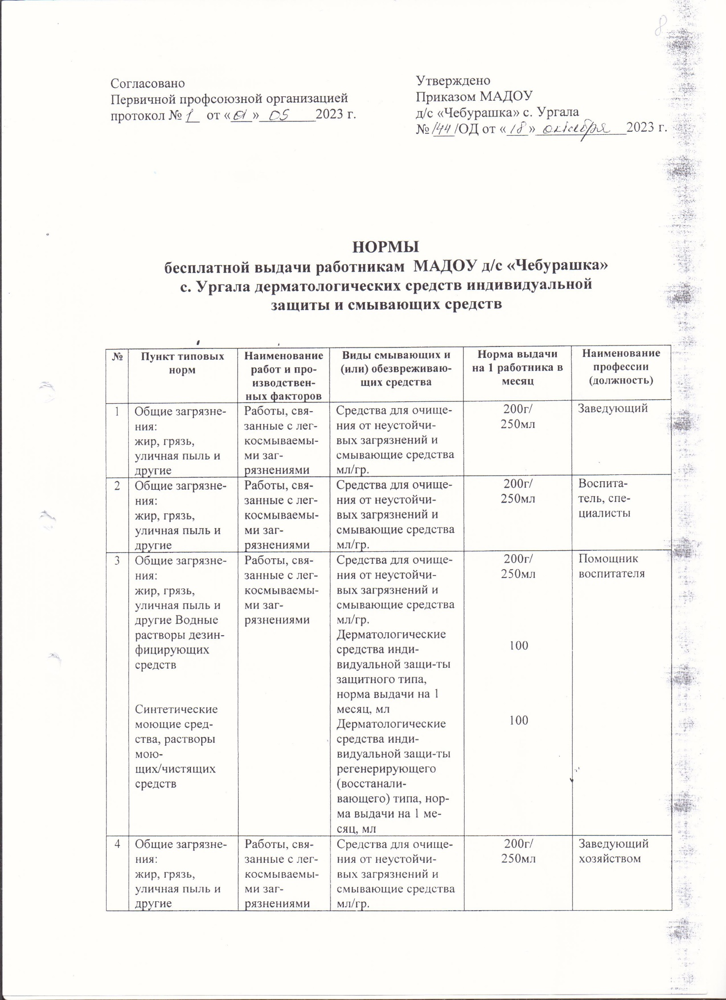 8
Согласовано
Первичной профсоюзной организацией
протокол № 1 от «01» 05 2023 г.
Утверждено
Приказом МАДОУ
д/с «Чебурашка» с. Ургала
№ 144/ОД от «18» октября 2023 г.
НОРМЫ
бесплатной выдачи работникам МАДОУ д/с «Чебурашка»
с. Ургала дерматологических средств индивидуальной
защиты и смывающих средств
№
Пункт типовых
норм
Наименование
работ и про-
изводствен-
ных факторов
Виды смывающих и
(или) обезвреживаю-
щих средства
Норма выдачи
на 1 работника в
месяц
Наименование
профессии
(должность)
1
Общие загрязне-
ния:
жир, грязь,
уличная пыль и
другие
Работы, свя-
занные с лег-
космываемы-
ми заг-
рязнениями
Средства для очище-
ния от неустойчи-
вых загрязнений и
смывающие средства
мл/гр.
200г/
250мл
Заведующий
2
Общие загрязне-
ния:
жир, грязь,
уличная пыль и
другие
Работы, свя-
занные с лег-
космываемы-
ми заг-
рязнениями
Средства для очище-
ния от неустойчи-
вых загрязнений и
смывающие средства
мл/гр.
200г/
250мл
Воспита-
тель, спе-
циалисты
3
Общие загрязне-
ния:
жир, грязь,
уличная пыль и
другие Водные
растворы дезин-
фицирующих
средств
Синтетические
моющие сред-
ства, растворы
мою-
щих/чистящих
средств
Работы, свя-
занные с лег-
космываемы-
ми заг-
рязнениями
Средства для очище-
ния от неустойчи-
вых загрязнений и
смывающие средства
мл/гр.
Дерматологические
средства инди-
видуальной защи-ты
защитного типа,
норма выдачи на 1
месяц, мл
Дерматологические
средства инди-
видуальной защи-ты
регенерирующего
(восстанали-
вающего) типа, нор-
ма выдачи на 1 ме-
сяц, мл
200г/
250мл
100
100
Помощник
воспитателя
4
Общие загрязне-
ния:
жир, грязь,
уличная пыль и
другие
Работы, свя-
занные с лег-
космываемы-
ми заг-
рязнениями
Средства для очище-
ния от неустойчи-
вых загрязнений и
смывающие средства
мл/гр.
200г/
250мл
Заведующий
хозяйством